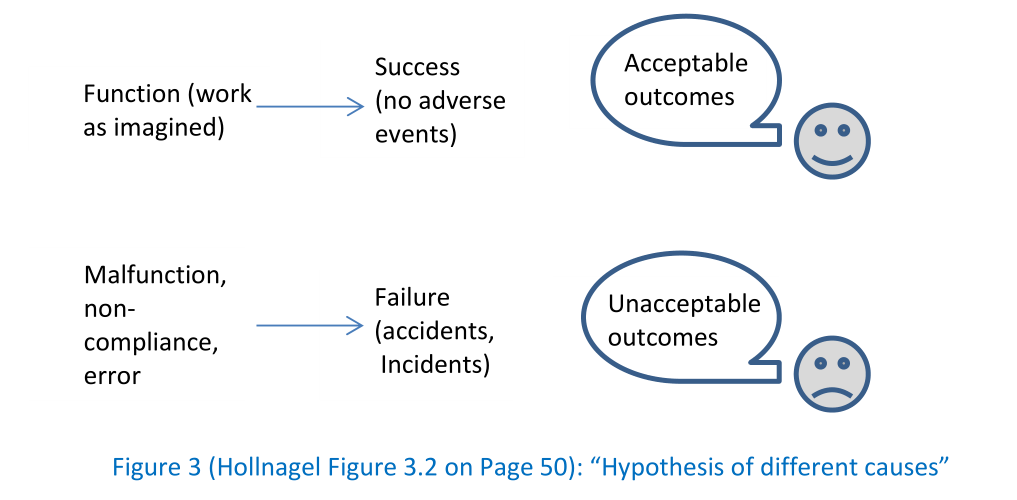 Function (work
as imagined)
Success
(no adverse
events)
Acceptable
outcomes
Malfunction,
non-
compliance,
error
Failure
(accidents,
Incidents)
Unacceptable
outcomes
Figure 3 (Hollnagel Figure 3.2 on Page 50): “Hypothesis of different causes”